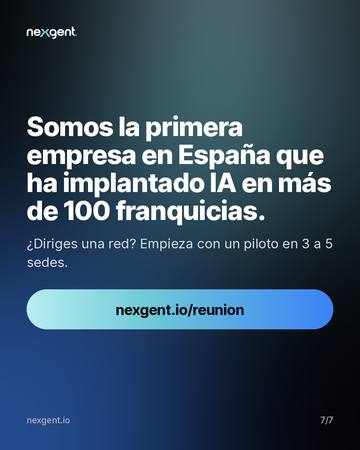 nexgent.
Somos la primera
empresa en España que
ha implantado IA en más
de 100 franquicias.
¿Diriges una red? Empieza con un piloto en 3 a 5
sedes.
nexgent.io/reunion
nexgent.io
7/7